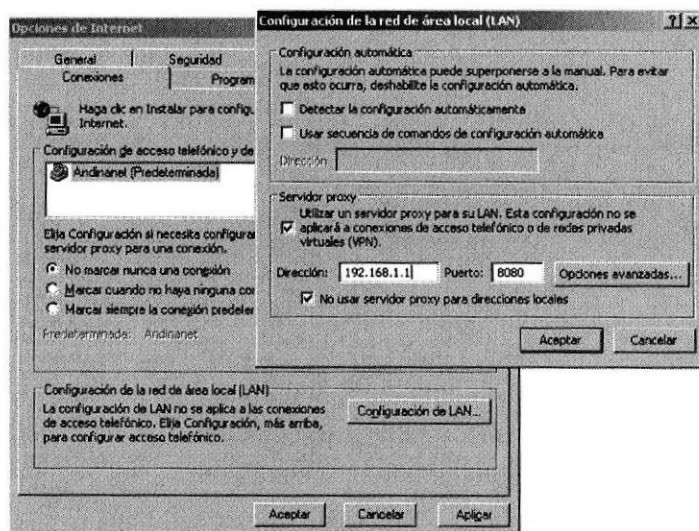 Opciones de Internet
General
Seguridad
Conexiones
Program
Haga clic en Instalar para configu
Internet.
Configuración de acceso telefónico y de
Andinanet (Predeterminada)
Elija Configuración si necesita configurar
servidor proxy para una conexión.
No marcar nunca una conexión
Marcar cuando no haya ninguna con
Marcar siempre la conexión predeter
Predeterminada: Andinanet
Configuración de la red de área local (LAN)
La configuración de LAN no se aplica a las conexiones
de acceso telefónico. Elija Configuración, más arriba,
para configurar acceso telefónico.
Configuración de LAN...
Aceptar
Cancelar
Aplicar
Configuración de la red de área local (LAN)
Configuración automática
La configuración automática puede superponerse a la manual. Para evitar
que esto ocurra, deshabilite la configuración automática.
Detectar la configuración automáticamente
Usar secuencia de comandos de configuración automática
Dirección
Servidor proxy
Utilizar un servidor proxy para su LAN. Esta configuración no se
aplicará a conexiones de acceso telefónico o de redes privadas
virtuales (VPN).
Dirección: 192.168.1.1 Puerto: 8080 Opciones avanzadas...
No usar servidor proxy para direcciones locales
Aceptar
Cancelar